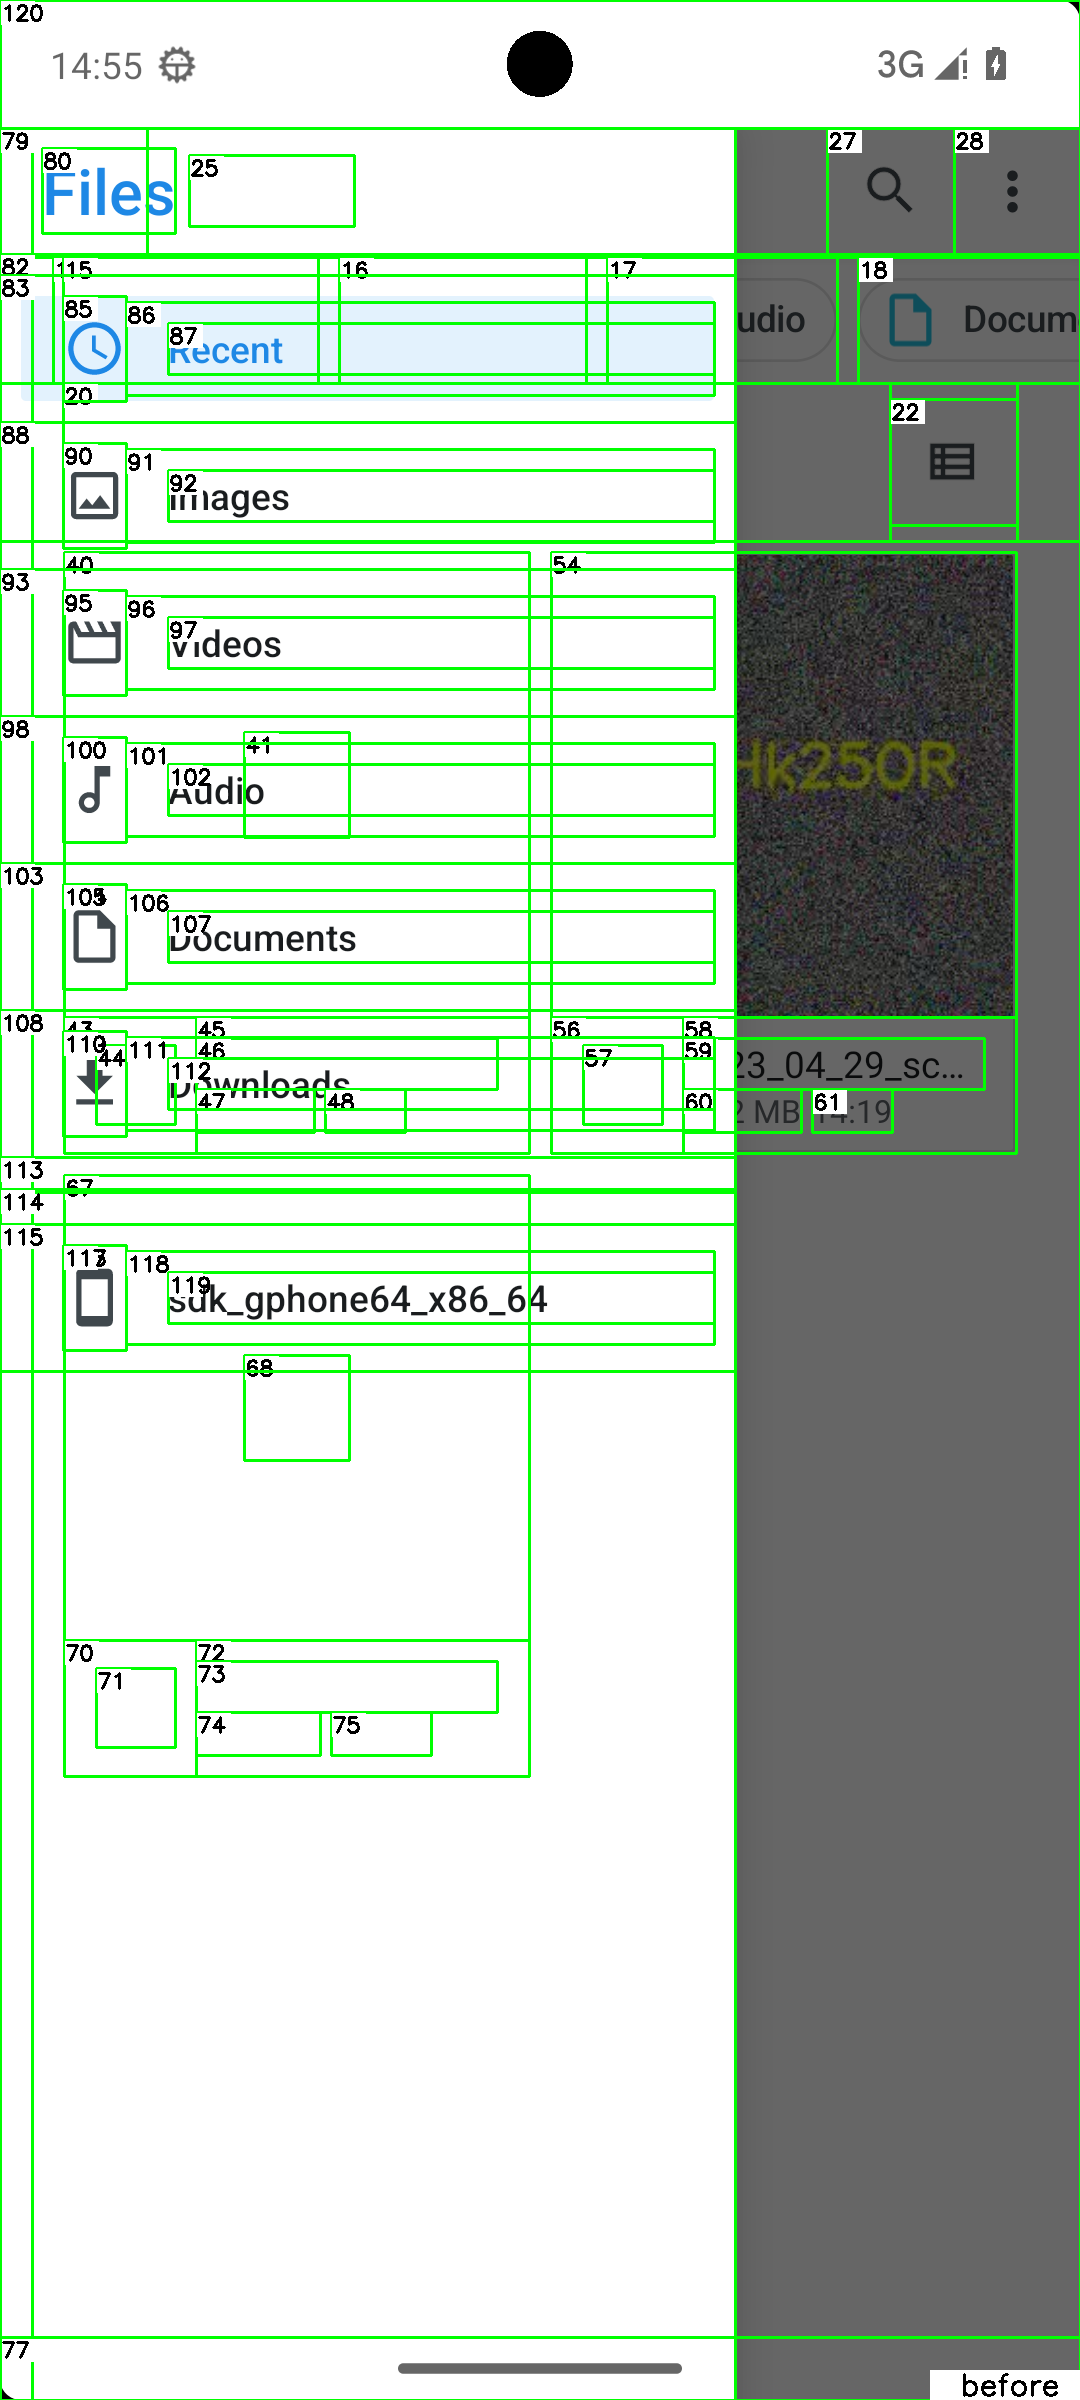 120
14:55 3G
79 80 Files 25 27 28
82 115 16 17 18
83 85 86 87 Recent udio Docum
20 22
88 90 91 92 Images
40 54
93 95 96 97 Videos
98 100 101 41 102 Audio Hk25OR
103 105 106 107 Documents
108 43 45 56 58
110 44 111 46 57 59 112 Downloads 23_04_29_sc...
47 48 60 2 MB 61 14:19
113 67
114
115 117 118 119 sdk_gphone64_x86_64
68
70 72
71 73
74 75
77
before